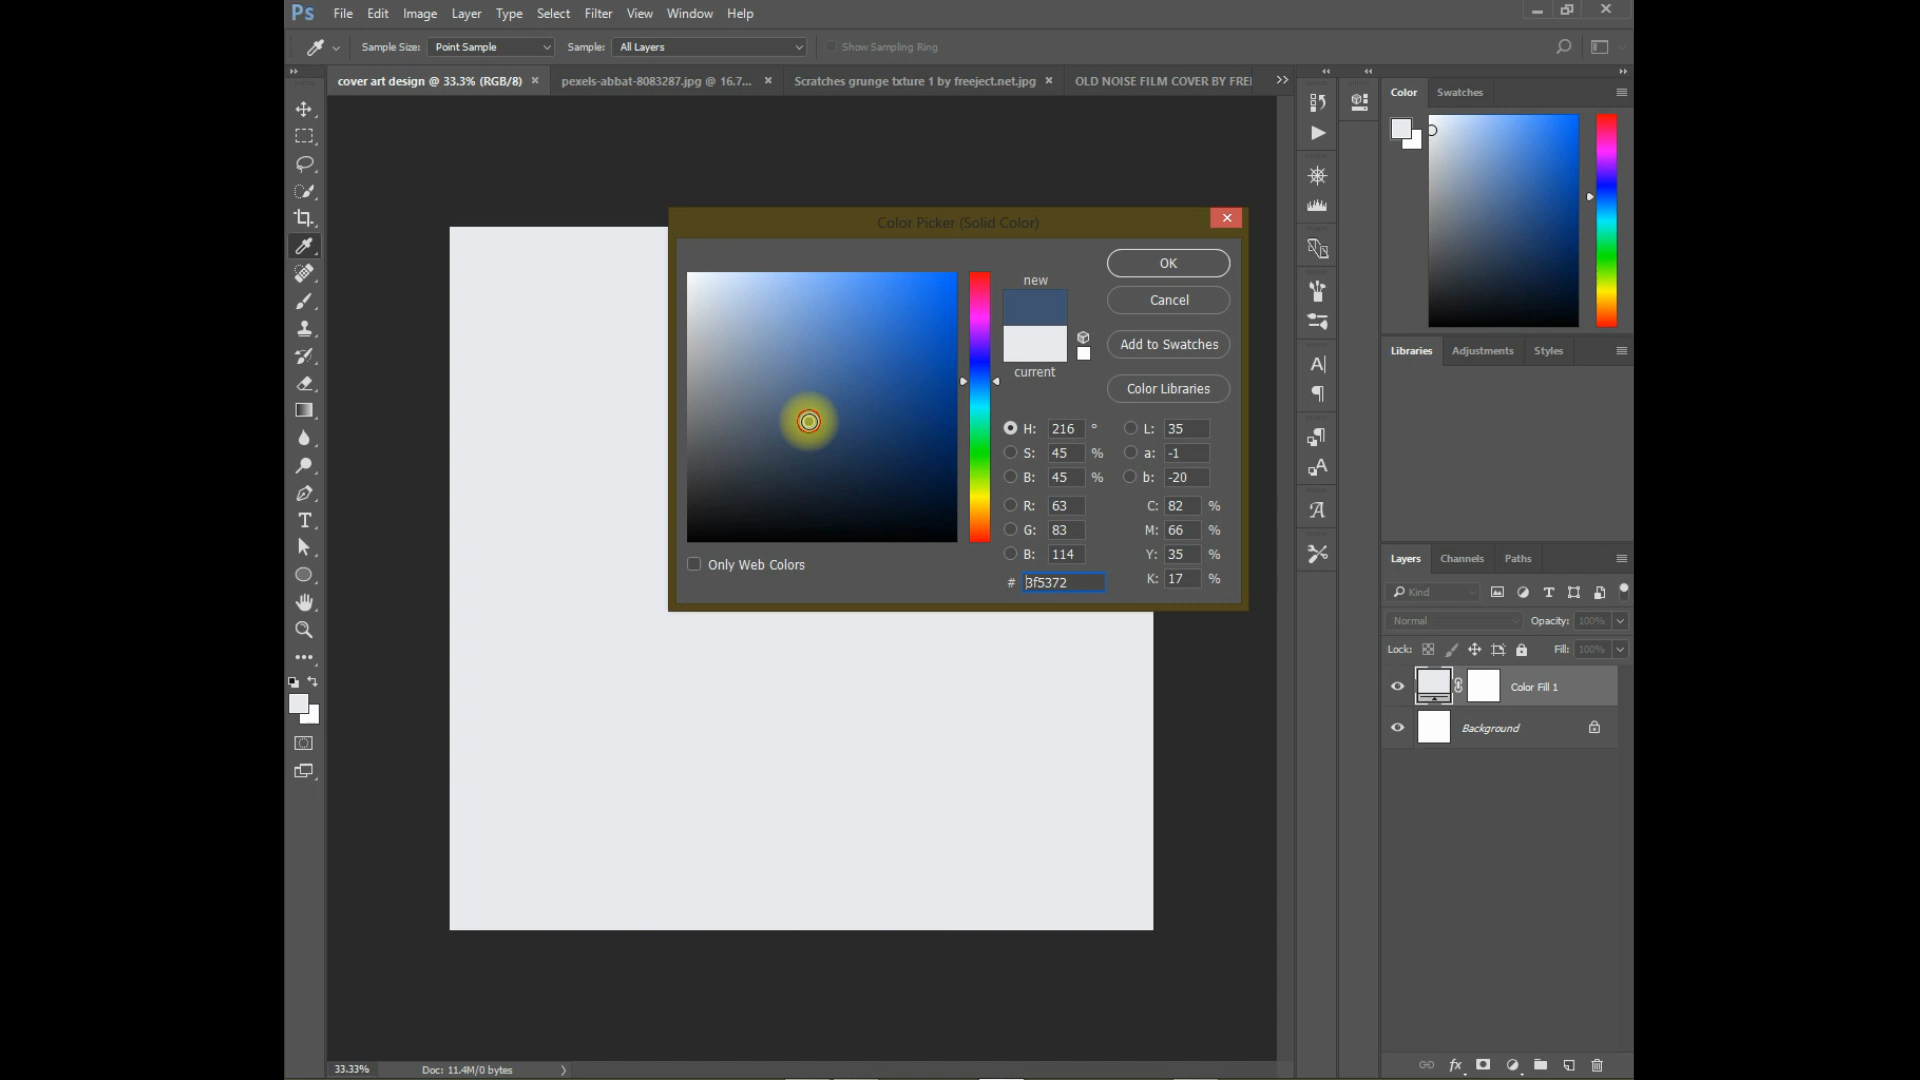 Ps File Edit Image Layer Type Select Filter View Window Help
Sample Size: Point Sample Sample: All Layers Show Sampling Ring
cover art design @ 33.3% (RGB/8) × pexels-abbat-8083287.jpg @ 16.7... × Scratches grunge txture 1 by freeject.net.jpg × OLD NOISE FILM COVER BY FREE
Color Swatches
Color Picker (Solid Color)
new
current
OK
Cancel
Add to Swatches
Color Libraries
H: 216 ° L: 35
S: 45 % a: -1
B: 45 % b: -20
R: 63 C: 82 %
G: 83 M: 66 %
B: 114 Y: 35 %
# 3f5372 K: 17 %
Only Web Colors
Libraries Adjustments Styles
Layers Channels Paths
Kind
Normal Opacity: 100%
Lock: Fill: 100%
Color Fill 1
Background
33.33% Doc: 11.4M/0 bytes